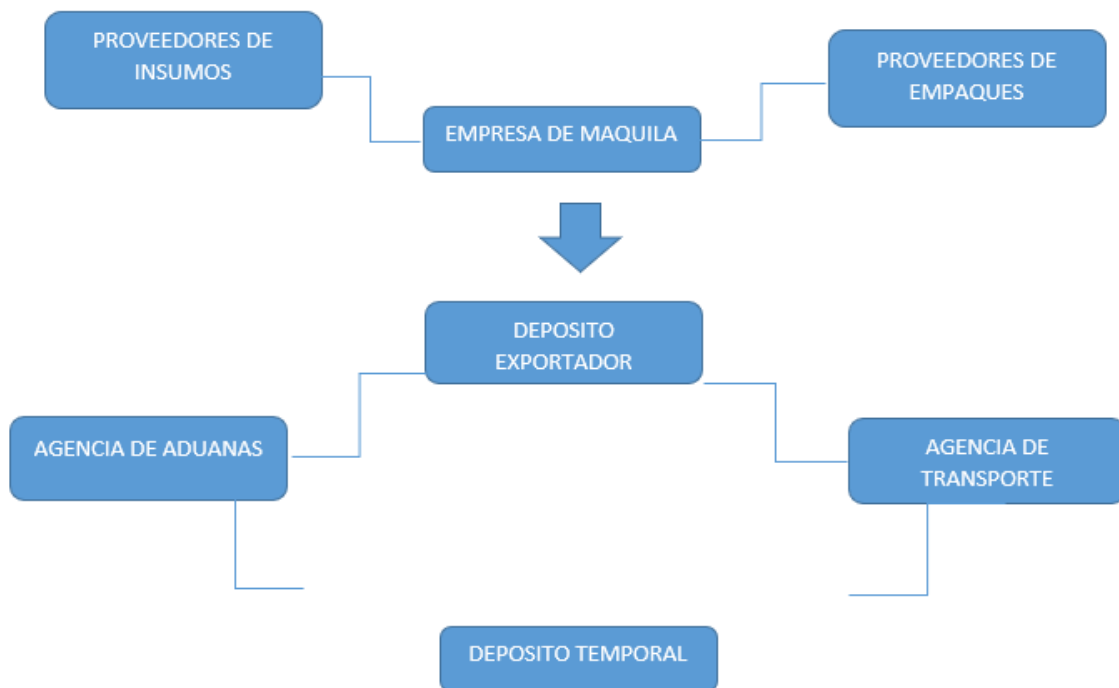 PROVEEDORES DE
INSUMOS
PROVEEDORES DE
EMPAQUES
EMPRESA DE MAQUILA
DEPOSITO
EXPORTADOR
AGENCIA DE ADUANAS
AGENCIA DE
TRANSPORTE
DEPOSITO TEMPORAL